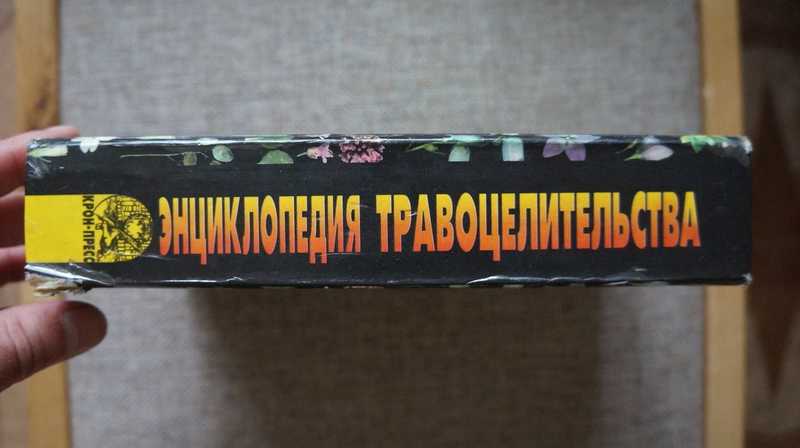 КРОН-ПРЕСС
ЭНЦИКЛОПЕДИЯ ТРАВОЦЕЛИТЕЛЬСТВА